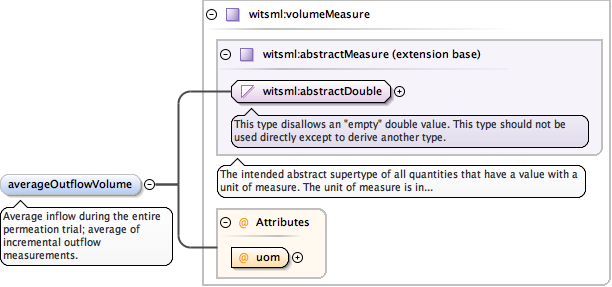 witsml:volumeMeasure
witsml:abstractMeasure (extension base)
witsml:abstractDouble
This type disallows an "empty" double value. This type should not be
used directly except to derive another type.
The intended abstract supertype of all quantities that have a value with a
unit of measure. The unit of measure is in...
averageOutflowVolume
Average inflow during the entire
permeation trial; average of
incremental outflow
measurements.
@ Attributes
@ uom